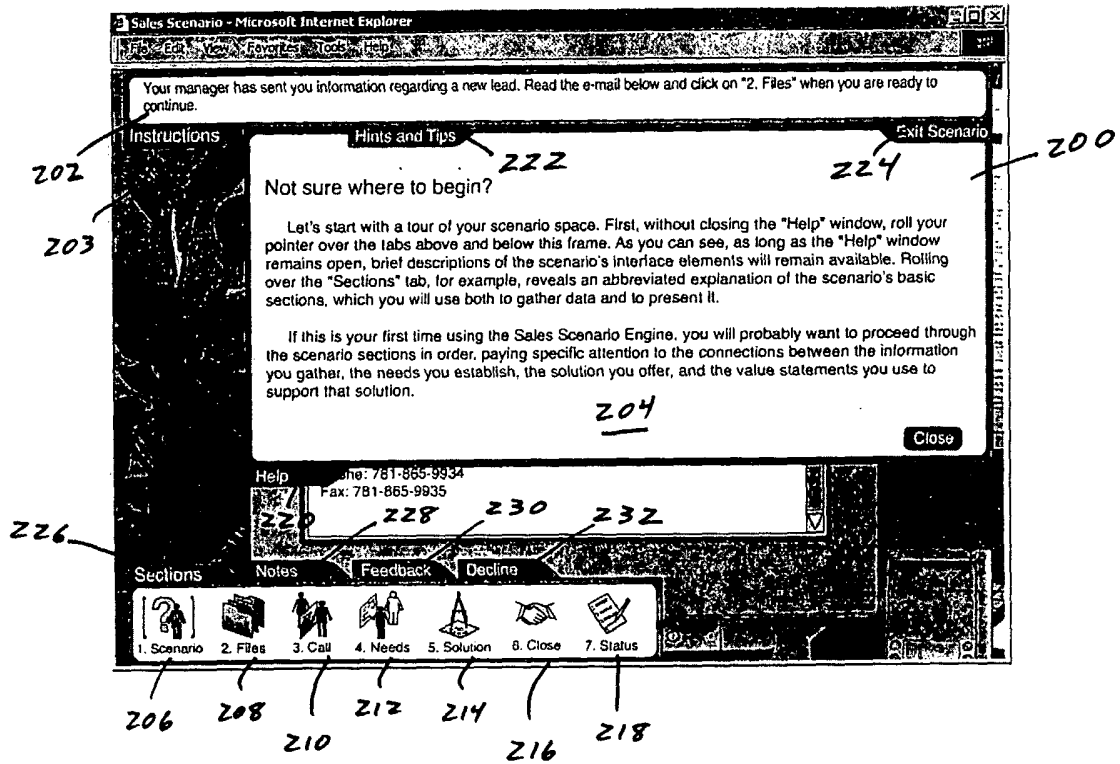 Sales Scenario - Microsoft Internet Explorer
File Edit View Favorites Tools Help
Your manager has sent you information regarding a new lead. Read the e-mail below and click on "2. Files" when you are ready to
continue.
Instructions
Hints and Tips
Exit Scenario
202
222
224
200
203
Not sure where to begin?
Let's start with a tour of your scenario space. First, without closing the "Help" window, roll your
pointer over the tabs above and below this frame. As you can see, as long as the "Help" window
remains open, brief descriptions of the scenario's interface elements will remain available. Rolling
over the "Sections" tab, for example, reveals an abbreviated explanation of the scenario's basic
sections, which you will use both to gather data and to present it.
If this is your first time using the Sales Scenario Engine, you will probably want to proceed through
the scenario sections in order, paying specific attention to the connections between the information
you gather, the needs you establish, the solution you offer, and the value statements you use to
support that solution.
204
Close
Help
781-865-9934
Fax: 781-865-9935
220
228
230
232
226
Sections
Notes
Feedback
Decline
1. Scenario
2. Files
3. Call
4. Needs
5. Solution
6. Close
7. Status
206
208
210
212
214
216
218